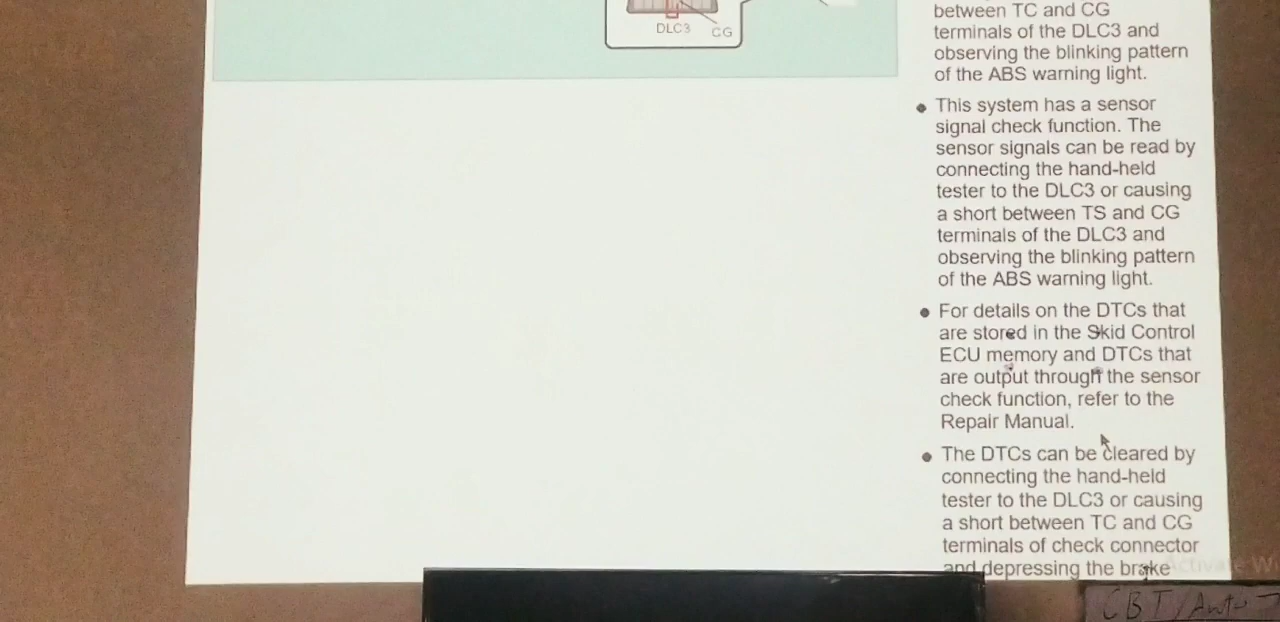 DLC3
CG
between TC and CG
terminals of the DLC3 and
observing the blinking pattern
of the ABS warning light.
● This system has a sensor
signal check function. The
sensor signals can be read by
connecting the hand-held
tester to the DLC3 or causing
a short between TS and CG
terminals of the DLC3 and
observing the blinking pattern
of the ABS warning light.
● For details on the DTCs that
are stored in the Skid Control
ECU memory and DTCs that
are output through the sensor
check function, refer to the
Repair Manual.
● The DTCs can be cleared by
connecting the hand-held
tester to the DLC3 or causing
a short between TC and CG
terminals of check connector
and depressing the brake
Activate
CBT/Aut